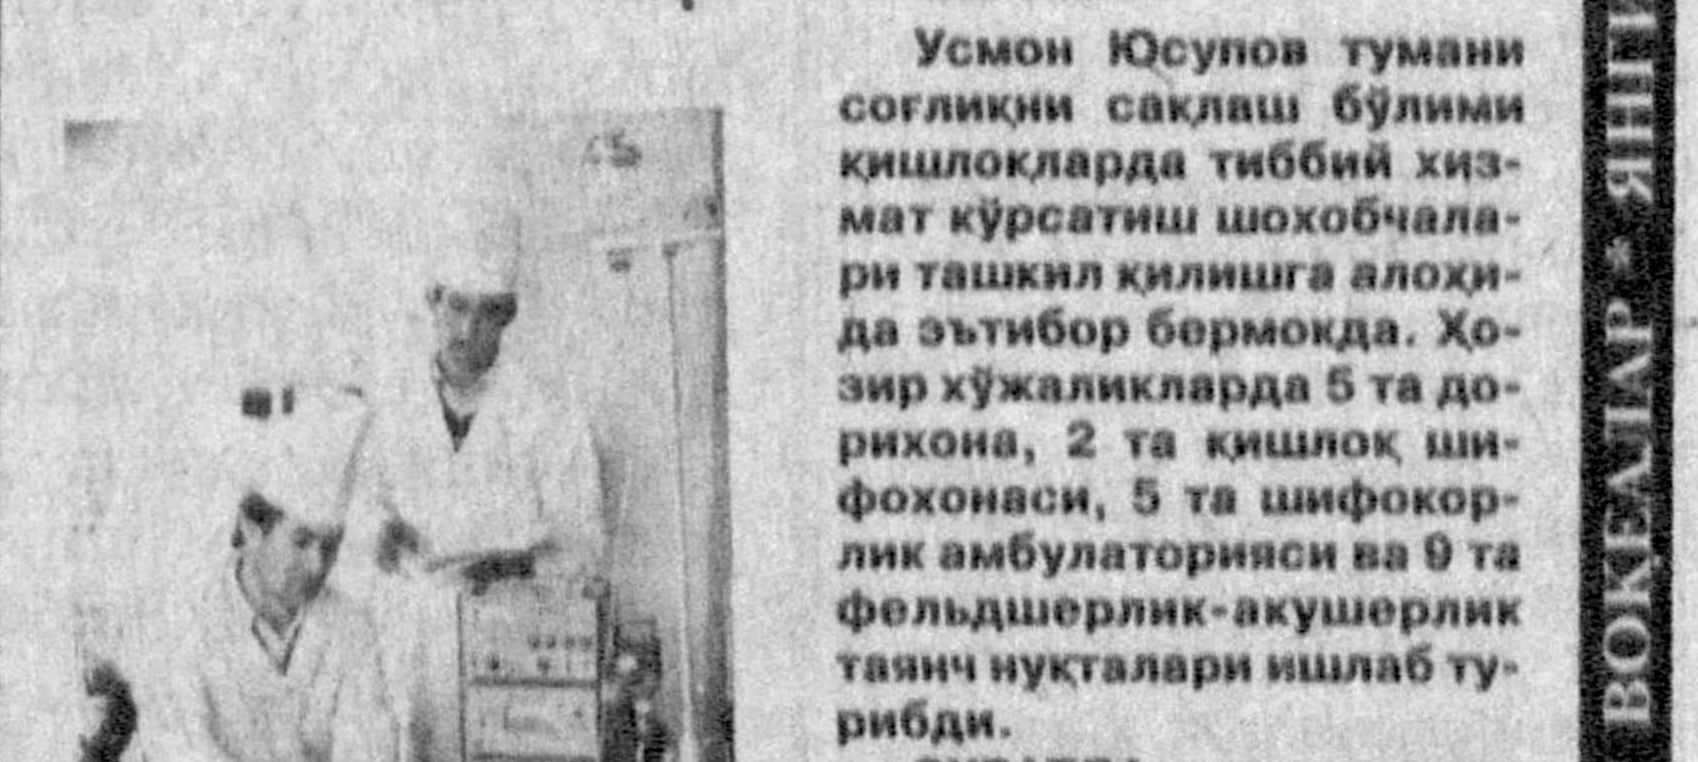 Усмон Юсупов тумани
соғлиқни сақлаш бўлими
қишлоқларда тиббий хиз-
мат кўрсатиш шохобчала-
ри ташкил қилишга алоҳи-
да эътибор бермоқда. Ҳо-
зир хўжаликларда 5 та до-
рихона, 2 та қишлоқ ши-
фохонаси, 5 та шифокор-
лик амбулаторияси ва 9 та
фельдшерлик-акушерлик
таянч нуқталари ишлаб ту-
рибди.
ВОҚЕАЛАР *